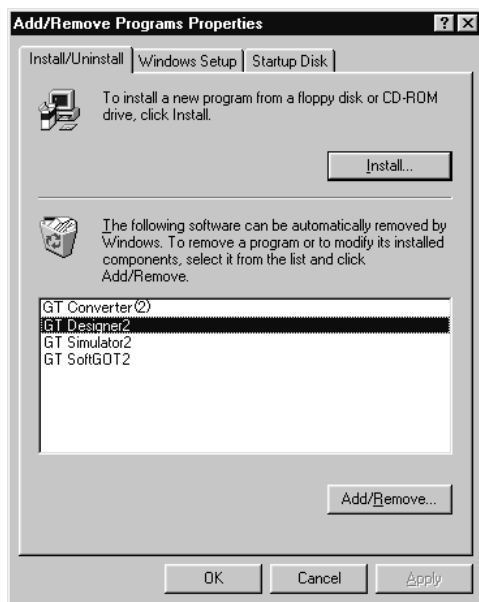 Add/Remove Programs Properties
Install/Uninstall
Windows Setup
Startup Disk
To install a new program from a floppy disk or CD-ROM
drive, click Install.
Install...
The following software can be automatically removed by
Windows. To remove a program or to modify its installed
components, select it from the list and click
Add/Remove.
GT Converter(2)
GT Designer2
GT Simulator2
GT SoftGOT2
Add/Remove...
OK
Cancel
Apply